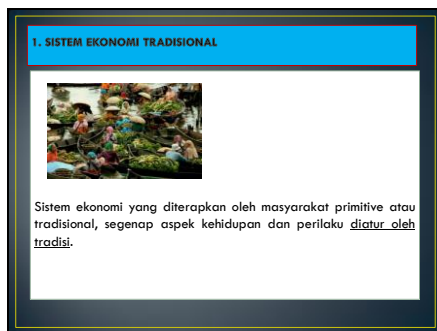 1. SISTEM EKONOMI TRADISIONAL
Sistem ekonomi yang diterapkan oleh masyarakat primitive atau
tradisional, segenap aspek kehidupan dan perilaku diatur oleh
tradisi.